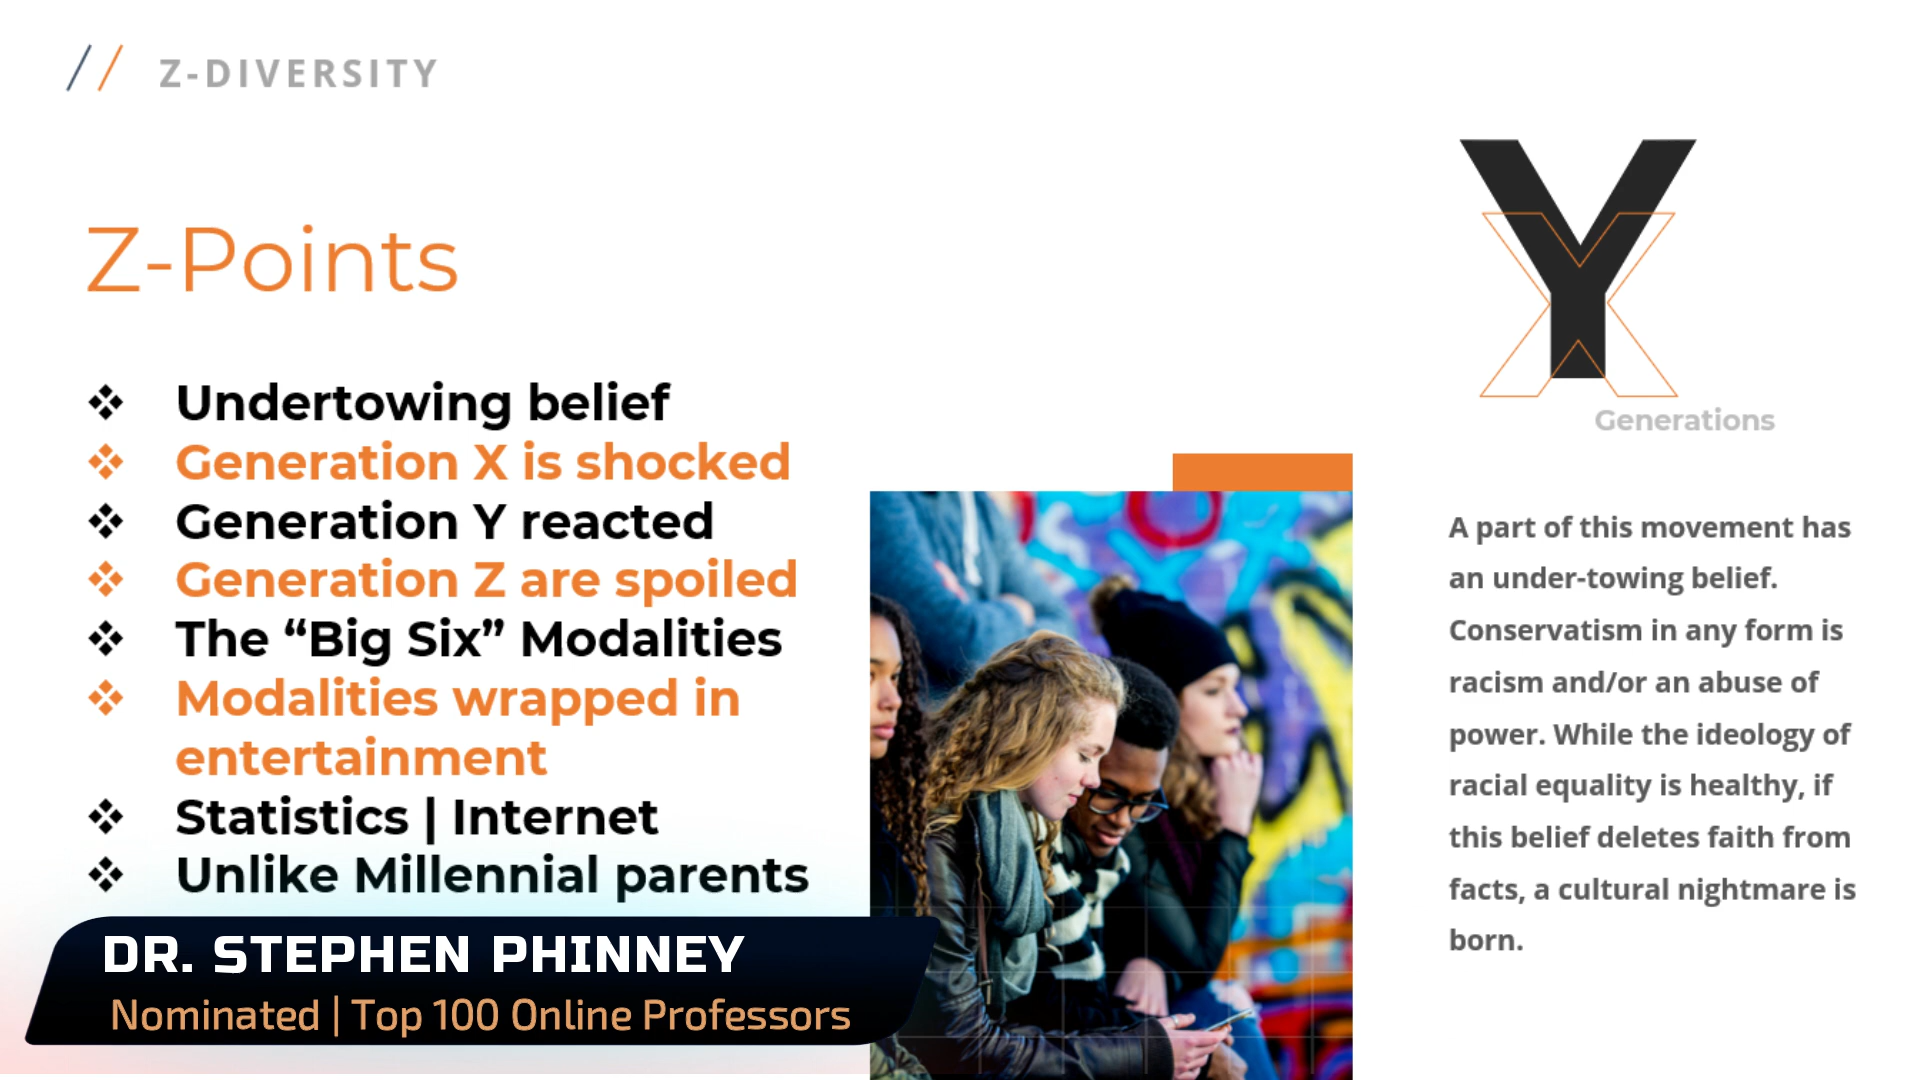 // Z-DIVERSITY
Z-Points
❖ Undertowing belief
❖ Generation X is shocked
❖ Generation Y reacted
❖ Generation Z are spoiled
❖ The “Big Six” Modalities
❖ Modalities wrapped in
entertainment
❖ Statistics | Internet
❖ Unlike Millennial parents
DR. STEPHEN PHINNEY
Nominated | Top 100 Online Professors
Y
X
Generations
A part of this movement has
an under-towing belief.
Conservatism in any form is
racism and/or an abuse of
power. While the ideology of
racial equality is healthy, if
this belief deletes faith from
facts, a cultural nightmare is
born.